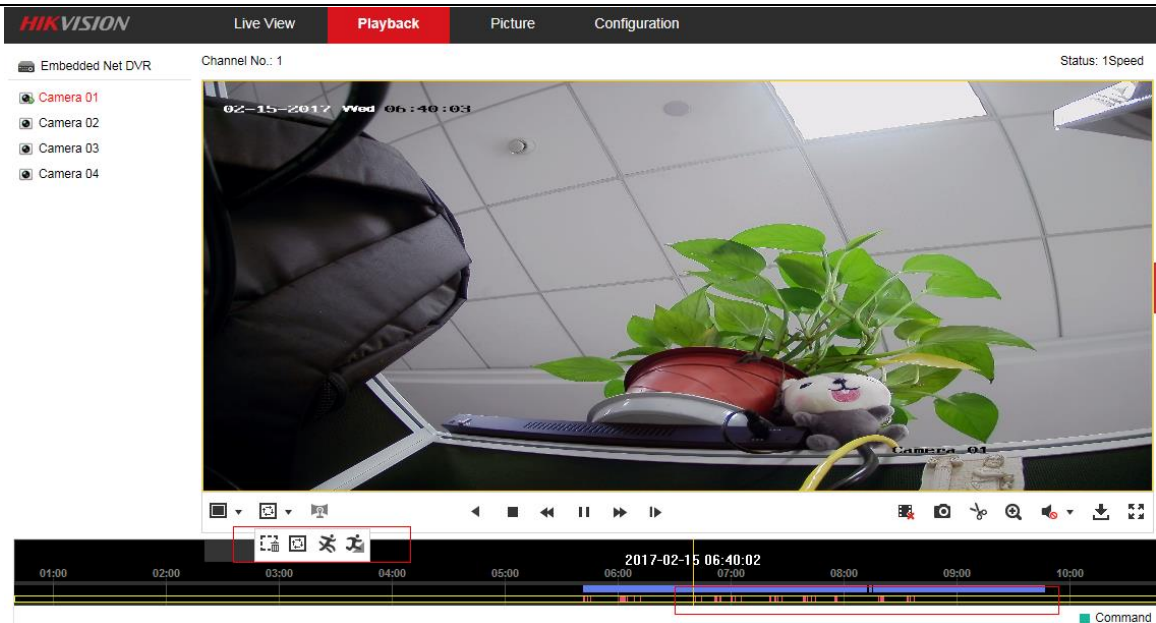 HIKVISION Live View Playback Picture Configuration
Embedded Net DVR Channel No.: 1 Status: 1Speed
Camera 01
Camera 02
Camera 03
Camera 04
02-15-2017 Wed 06:40:03
Camera 01
2017-02-15 06:40:02
01:00 02:00 03:00 04:00 05:00 06:00 07:00 08:00 09:00 10:00
Command